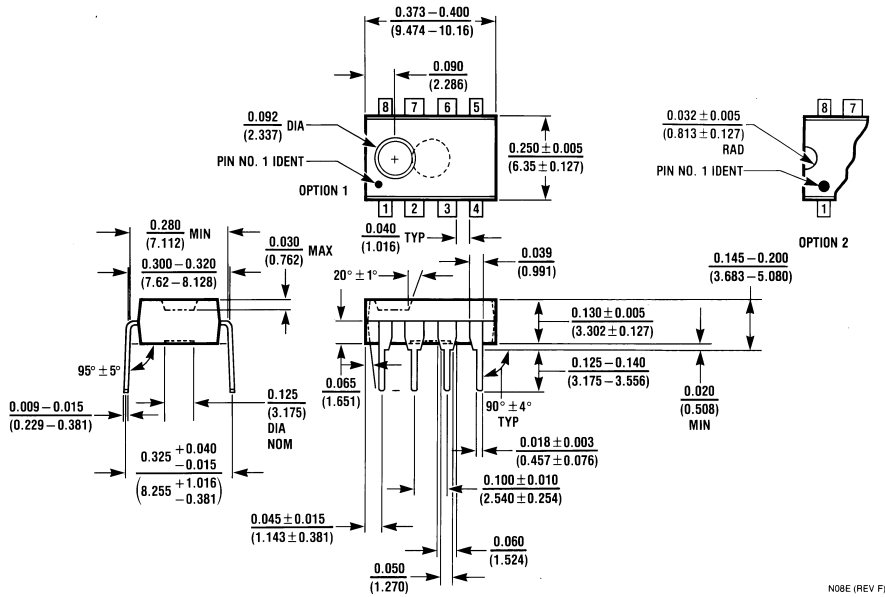 0.373 – 0.400
(9.474 – 10.16)
0.090
(2.286)
8 7 6 5
0.092
(2.337)
DIA
PIN NO. 1 IDENT
OPTION 1
0.250 ± 0.005
(6.35 ± 0.127)
1 2 3 4
0.032 ± 0.005
(0.813 ± 0.127)
RAD
PIN NO. 1 IDENT
8 7
1
OPTION 2
0.280
(7.112)
MIN
0.300 – 0.320
(7.62 – 8.128)
0.030
(0.762)
MAX
0.040
(1.016)
TYP
0.039
(0.991)
20° ± 1°
0.145 – 0.200
(3.683 – 5.080)
0.130 ± 0.005
(3.302 ± 0.127)
0.125 – 0.140
(3.175 – 3.556)
0.020
(0.508)
MIN
95° ± 5°
0.009 – 0.015
(0.229 – 0.381)
0.125
(3.175)
DIA
NOM
0.065
(1.651)
90° ± 4°
TYP
0.018 ± 0.003
(0.457 ± 0.076)
0.325 +0.040
–0.015
(8.255 +1.016
–0.381)
0.100 ± 0.010
(2.540 ± 0.254)
0.045 ± 0.015
(1.143 ± 0.381)
0.060
(1.524)
0.050
(1.270)
N08E (REV F)